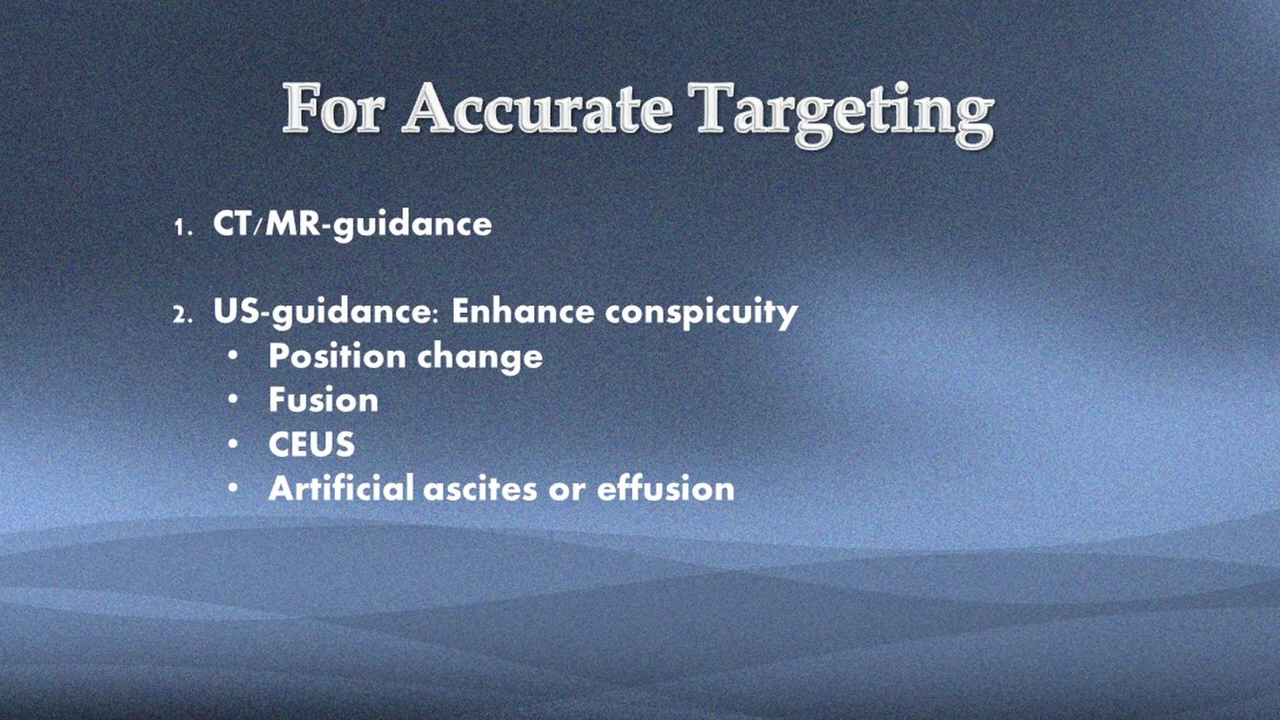 For Accurate Targeting
1. CT/MR-guidance
2. US-guidance: Enhance conspicuity
• Position change
• Fusion
• CEUS
• Artificial ascites or effusion